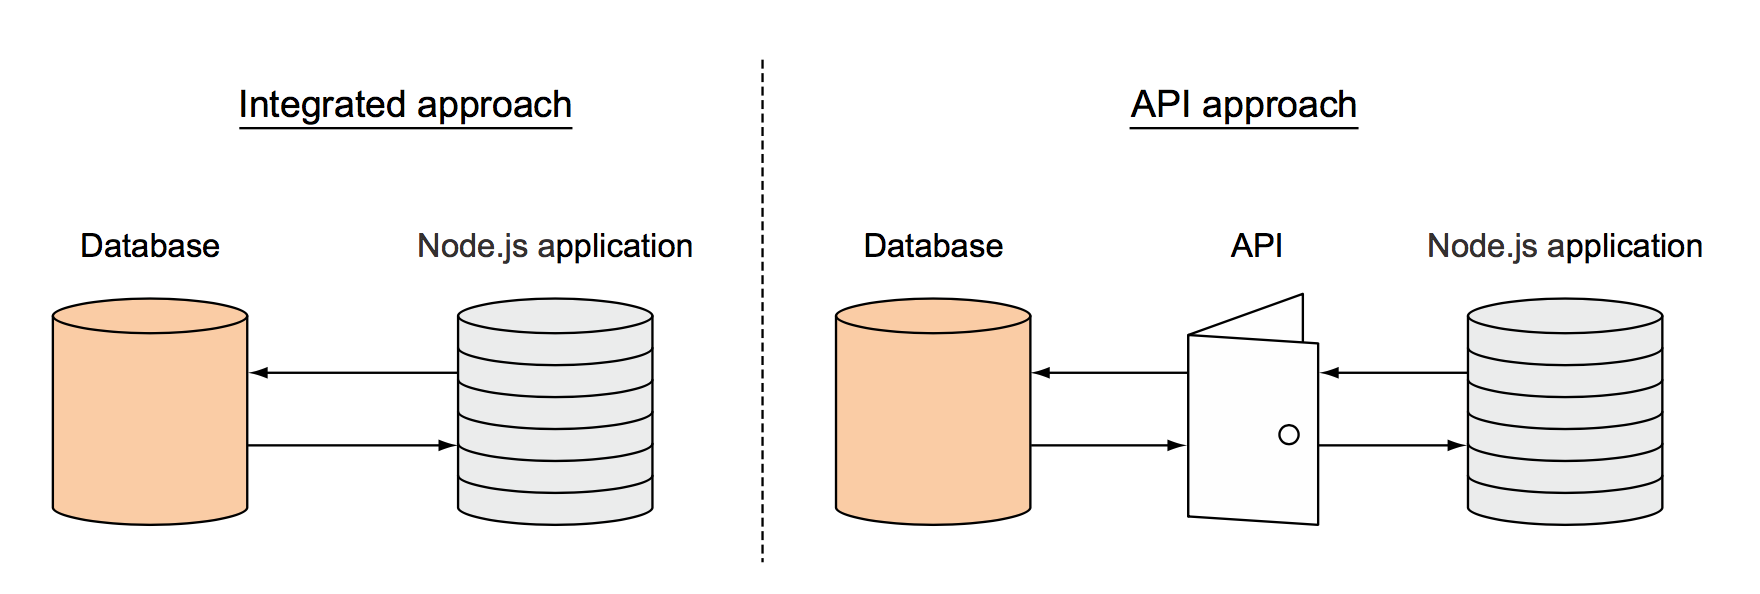 Integrated approach
API approach
Database
Node.js application
Database
API
Node.js application